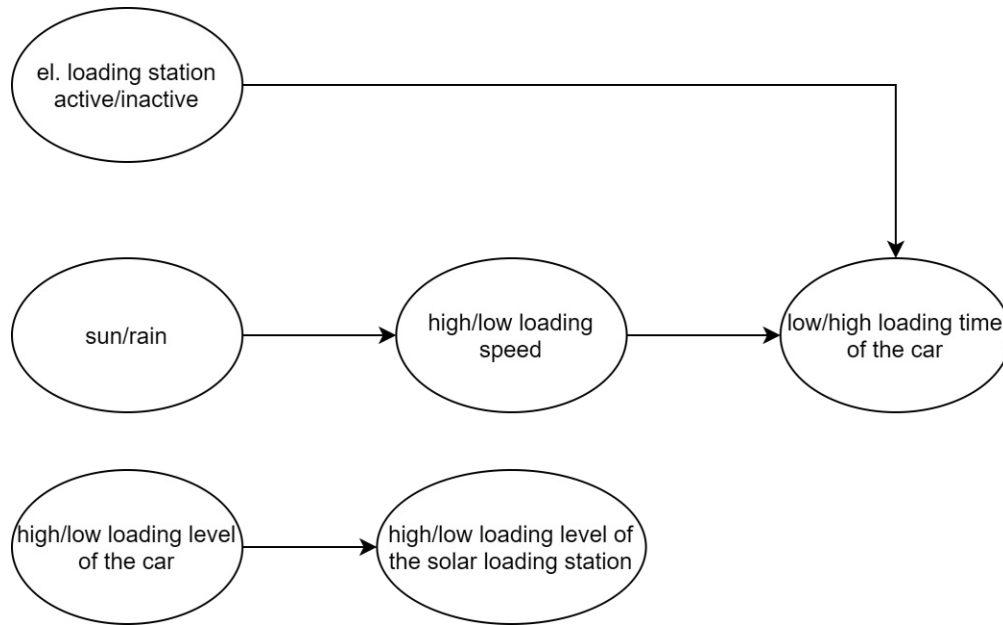 el. loading station
active/inactive
sun/rain
high/low loading
speed
low/high loading time
of the car
high/low loading level
of the car
high/low loading level of
the solar loading station